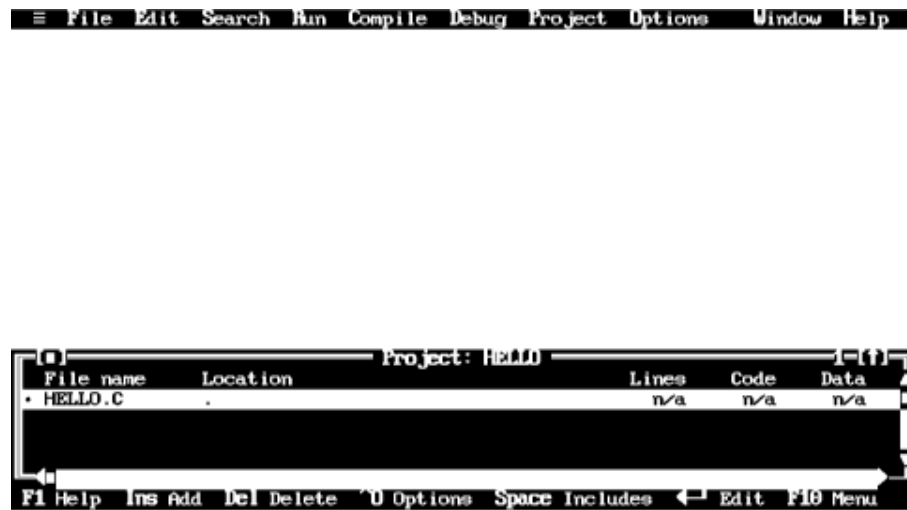 ≡ File Edit Search Run Compile Debug Project Options Window Help
[■] Project: HELLO 1-[↑]
File name Location Lines Code Data
• HELLO.C . n/a n/a n/a
F1 Help Ins Add Del Delete ^O Options Space Includes ◄┘ Edit F10 Menu